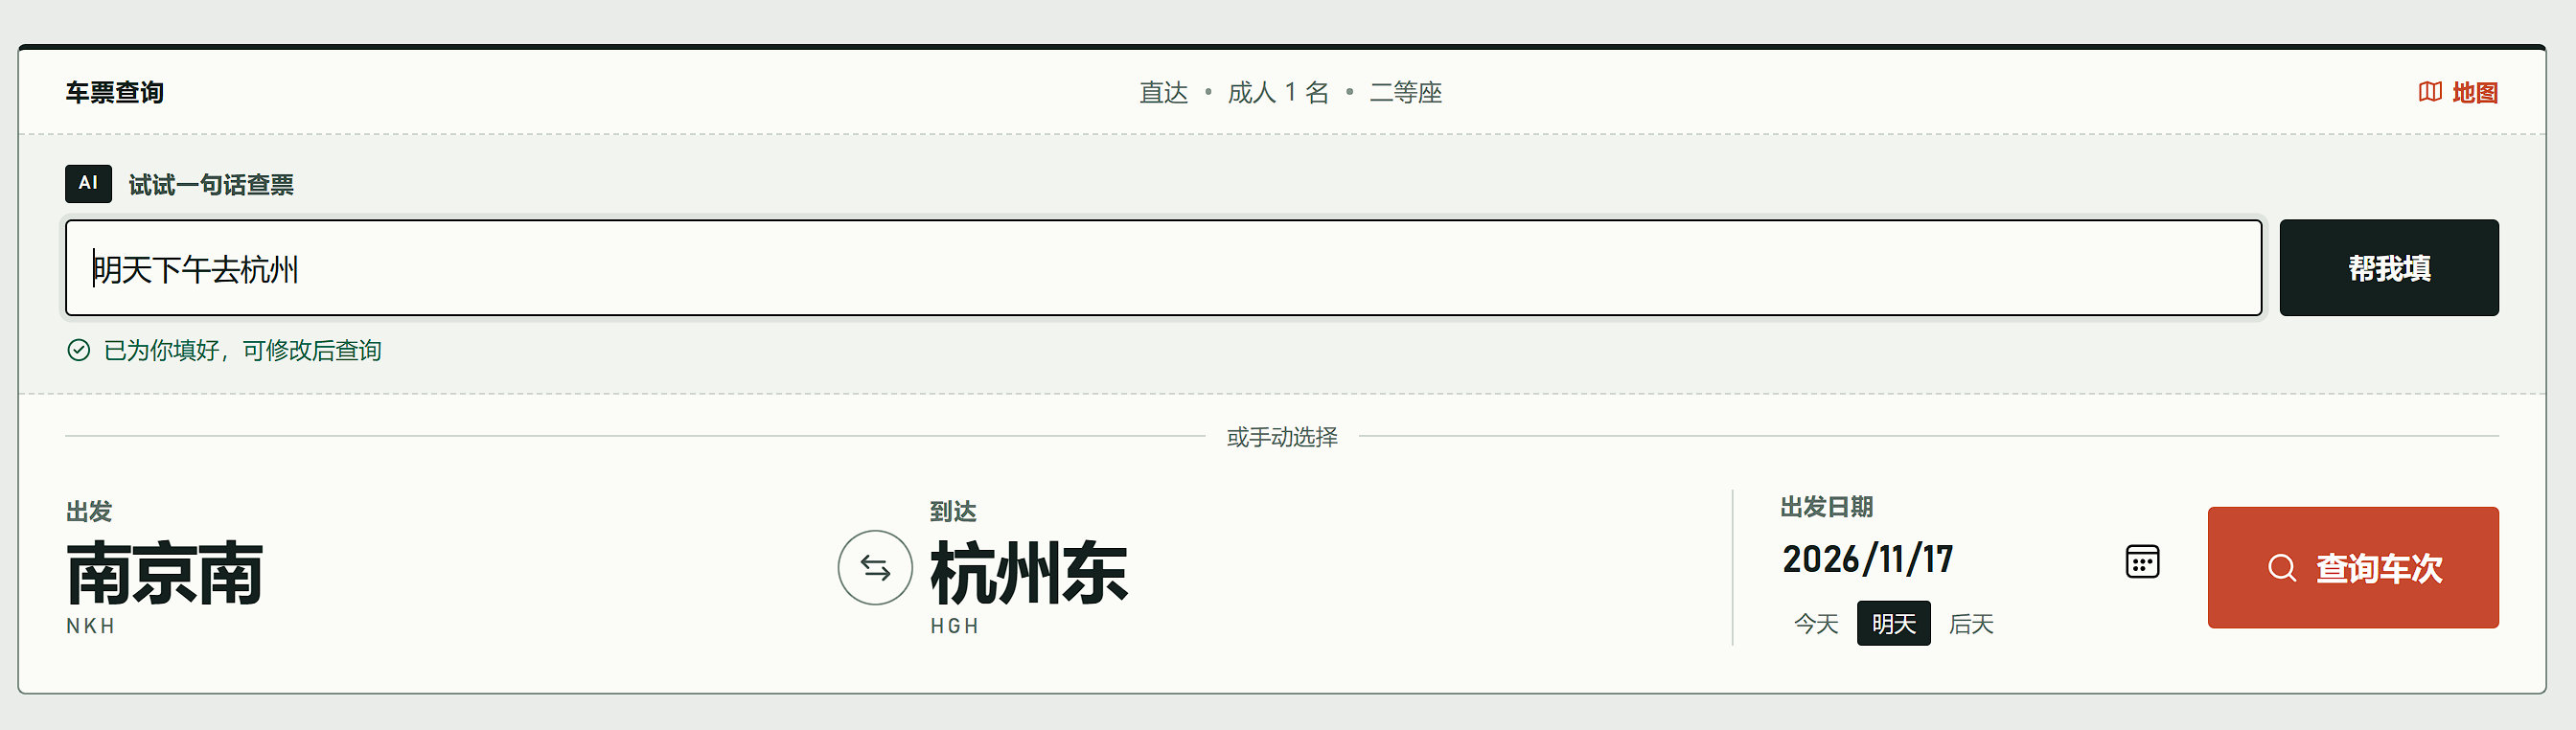 车票查询
直达 • 成人 1 名 • 二等座
地图
AI 试试一句话查票
明天下午去杭州
帮我填
已为你填好，可修改后查询
或手动选择
出发
南京南
NKH
到达
杭州东
HGH
出发日期
2026/11/17
今天 明天 后天
查询车次